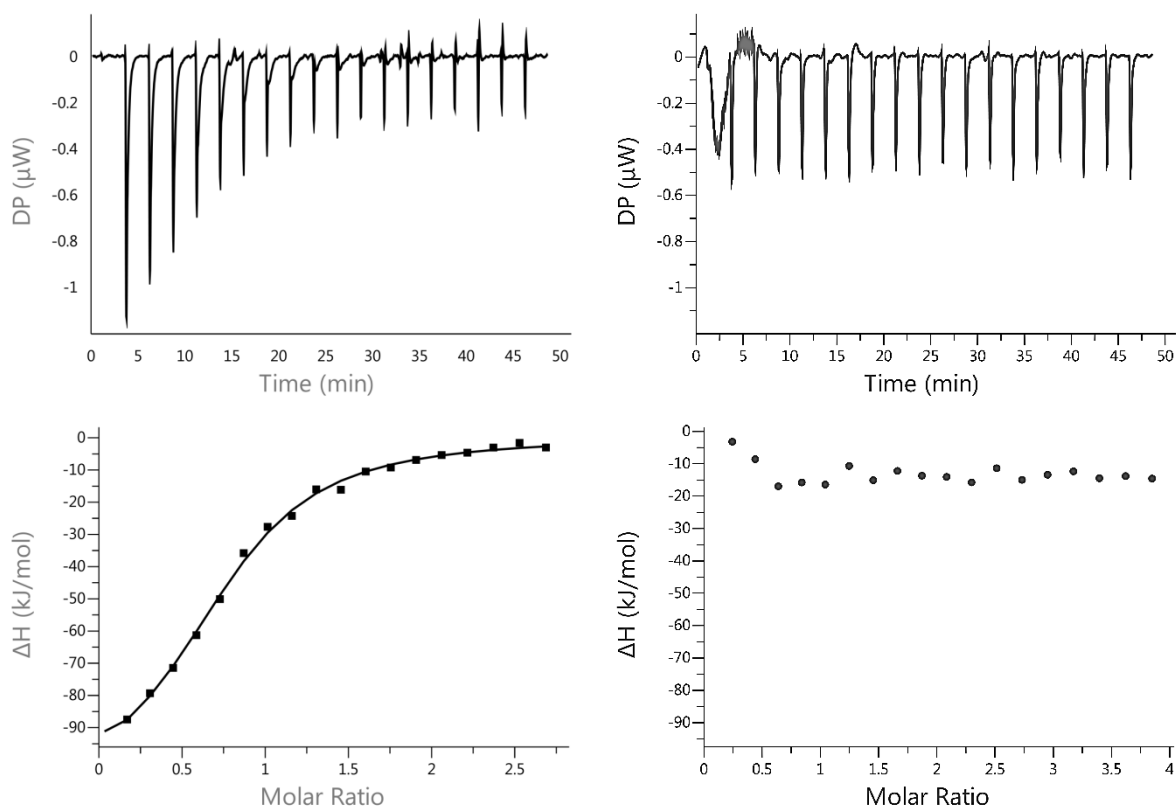 0
-0.2
-0.4
-0.6
-0.8
-1
DP (µW)
0 5 10 15 20 25 30 35 40 45 50
Time (min)
0
-0.2
-0.4
-0.6
-0.8
-1
DP (µW)
0 5 10 15 20 25 30 35 40 45 50
Time (min)
0
-10
-20
-30
-40
-50
-60
-70
-80
-90
ΔH (kJ/mol)
0 0.5 1 1.5 2 2.5
Molar Ratio
0
-10
-20
-30
-40
-50
-60
-70
-80
-90
ΔH (kJ/mol)
0 0.5 1 1.5 2 2.5 3 3.5 4
Molar Ratio